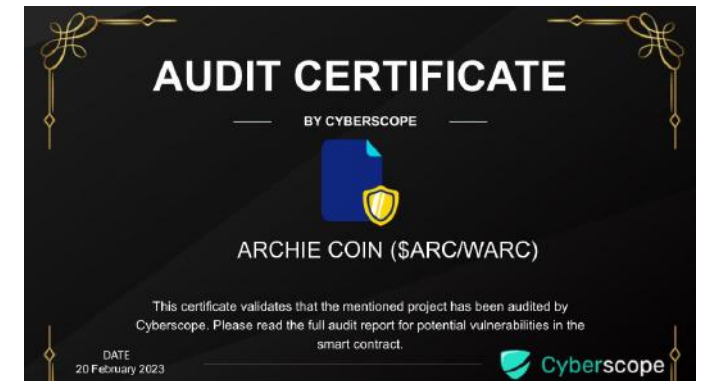 AUDIT CERTIFICATE
BY CYBERSCOPE
ARCHIE COIN ($ARC/WARC)
This certificate validates that the mentioned project has been audited by
Cyberscope. Please read the full audit report for potential vulnerabilities in the
smart contract.
DATE
20 February 2023
Cyberscope